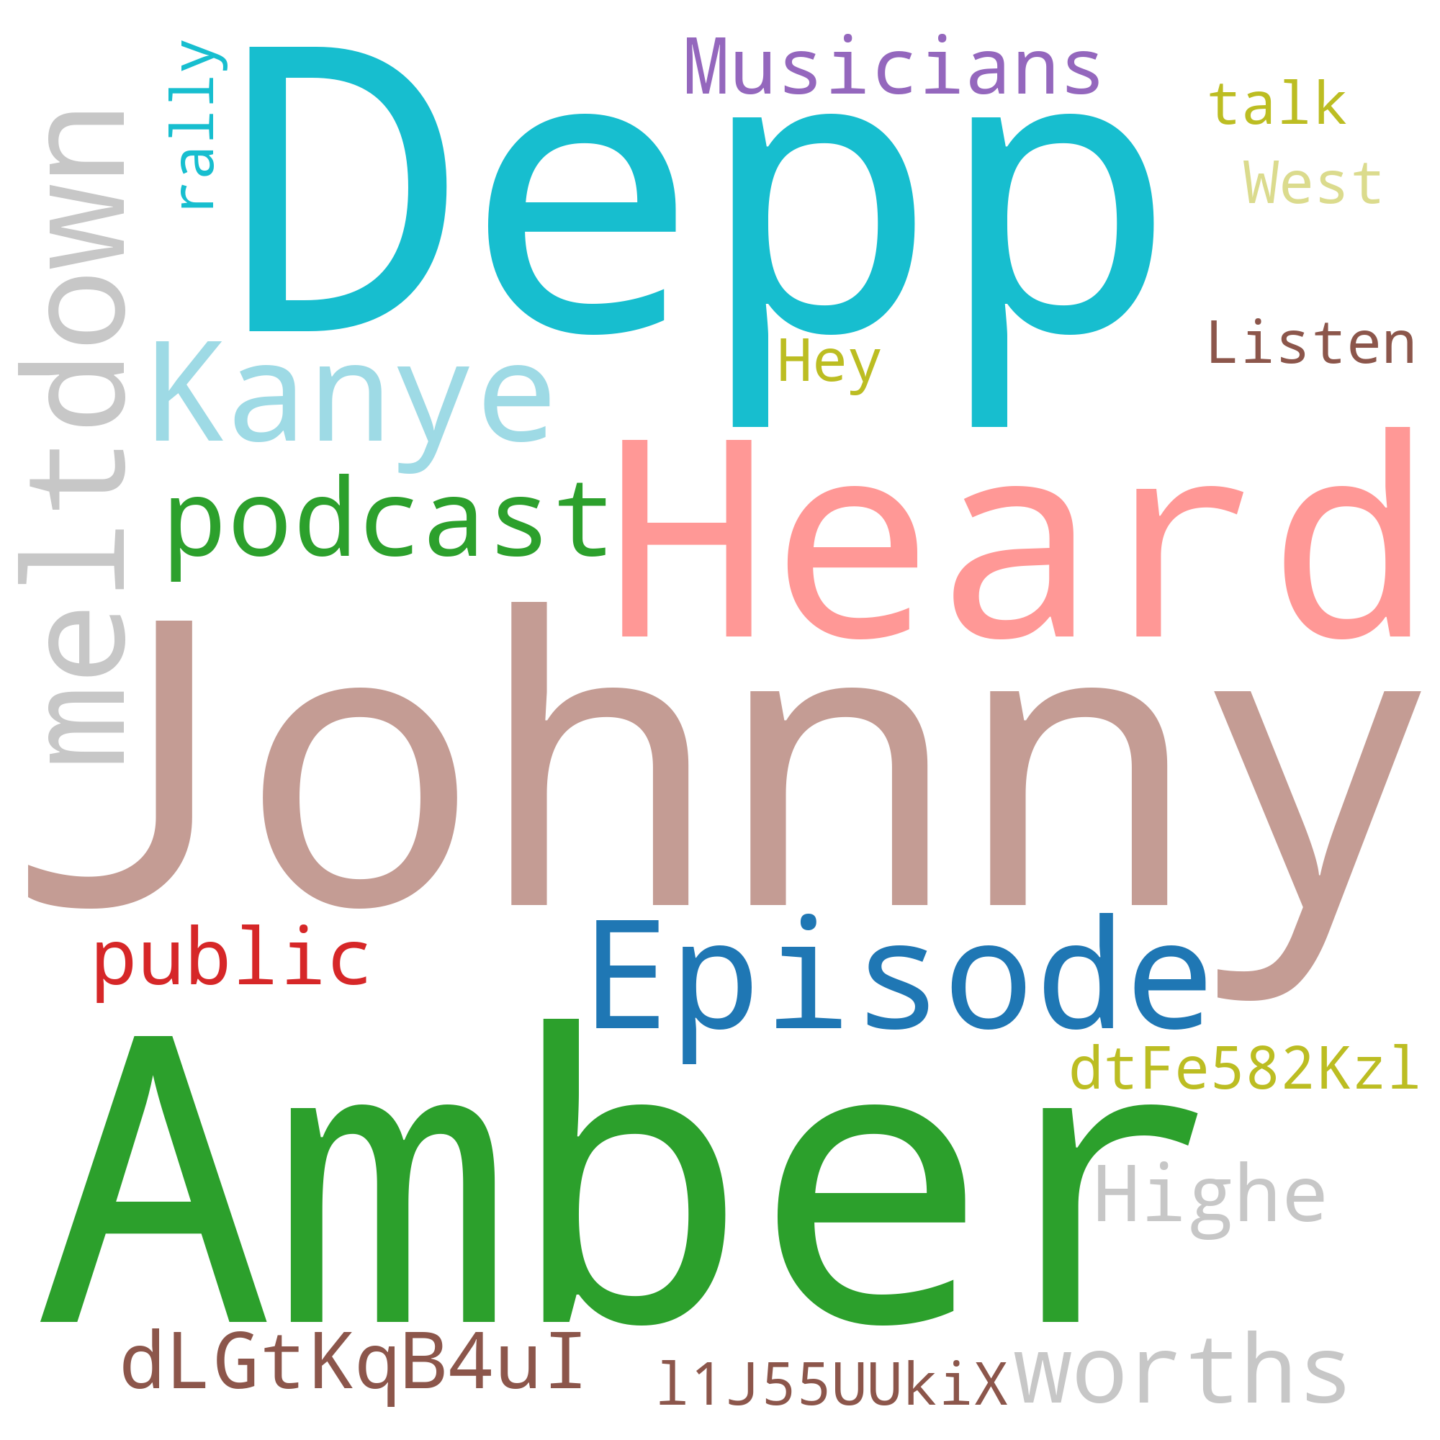 rally
Depp
Musicians
talk
West
meltdown
Kanye
Hey
Listen
podcast
Heard
Johnny
public
Episode
Amber
dtFe582Kzl
Highe
dLGtKqB4uI
l1J55UUkiX
worths